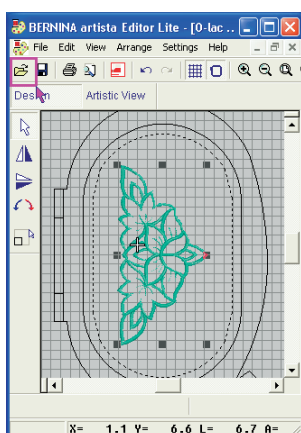 BERNINA artista Editor Lite - [0-lac ..
File Edit View Arrange Settings Help
Design Artistic View
X= 1.1 Y= 6.6 L= 6.7 A=